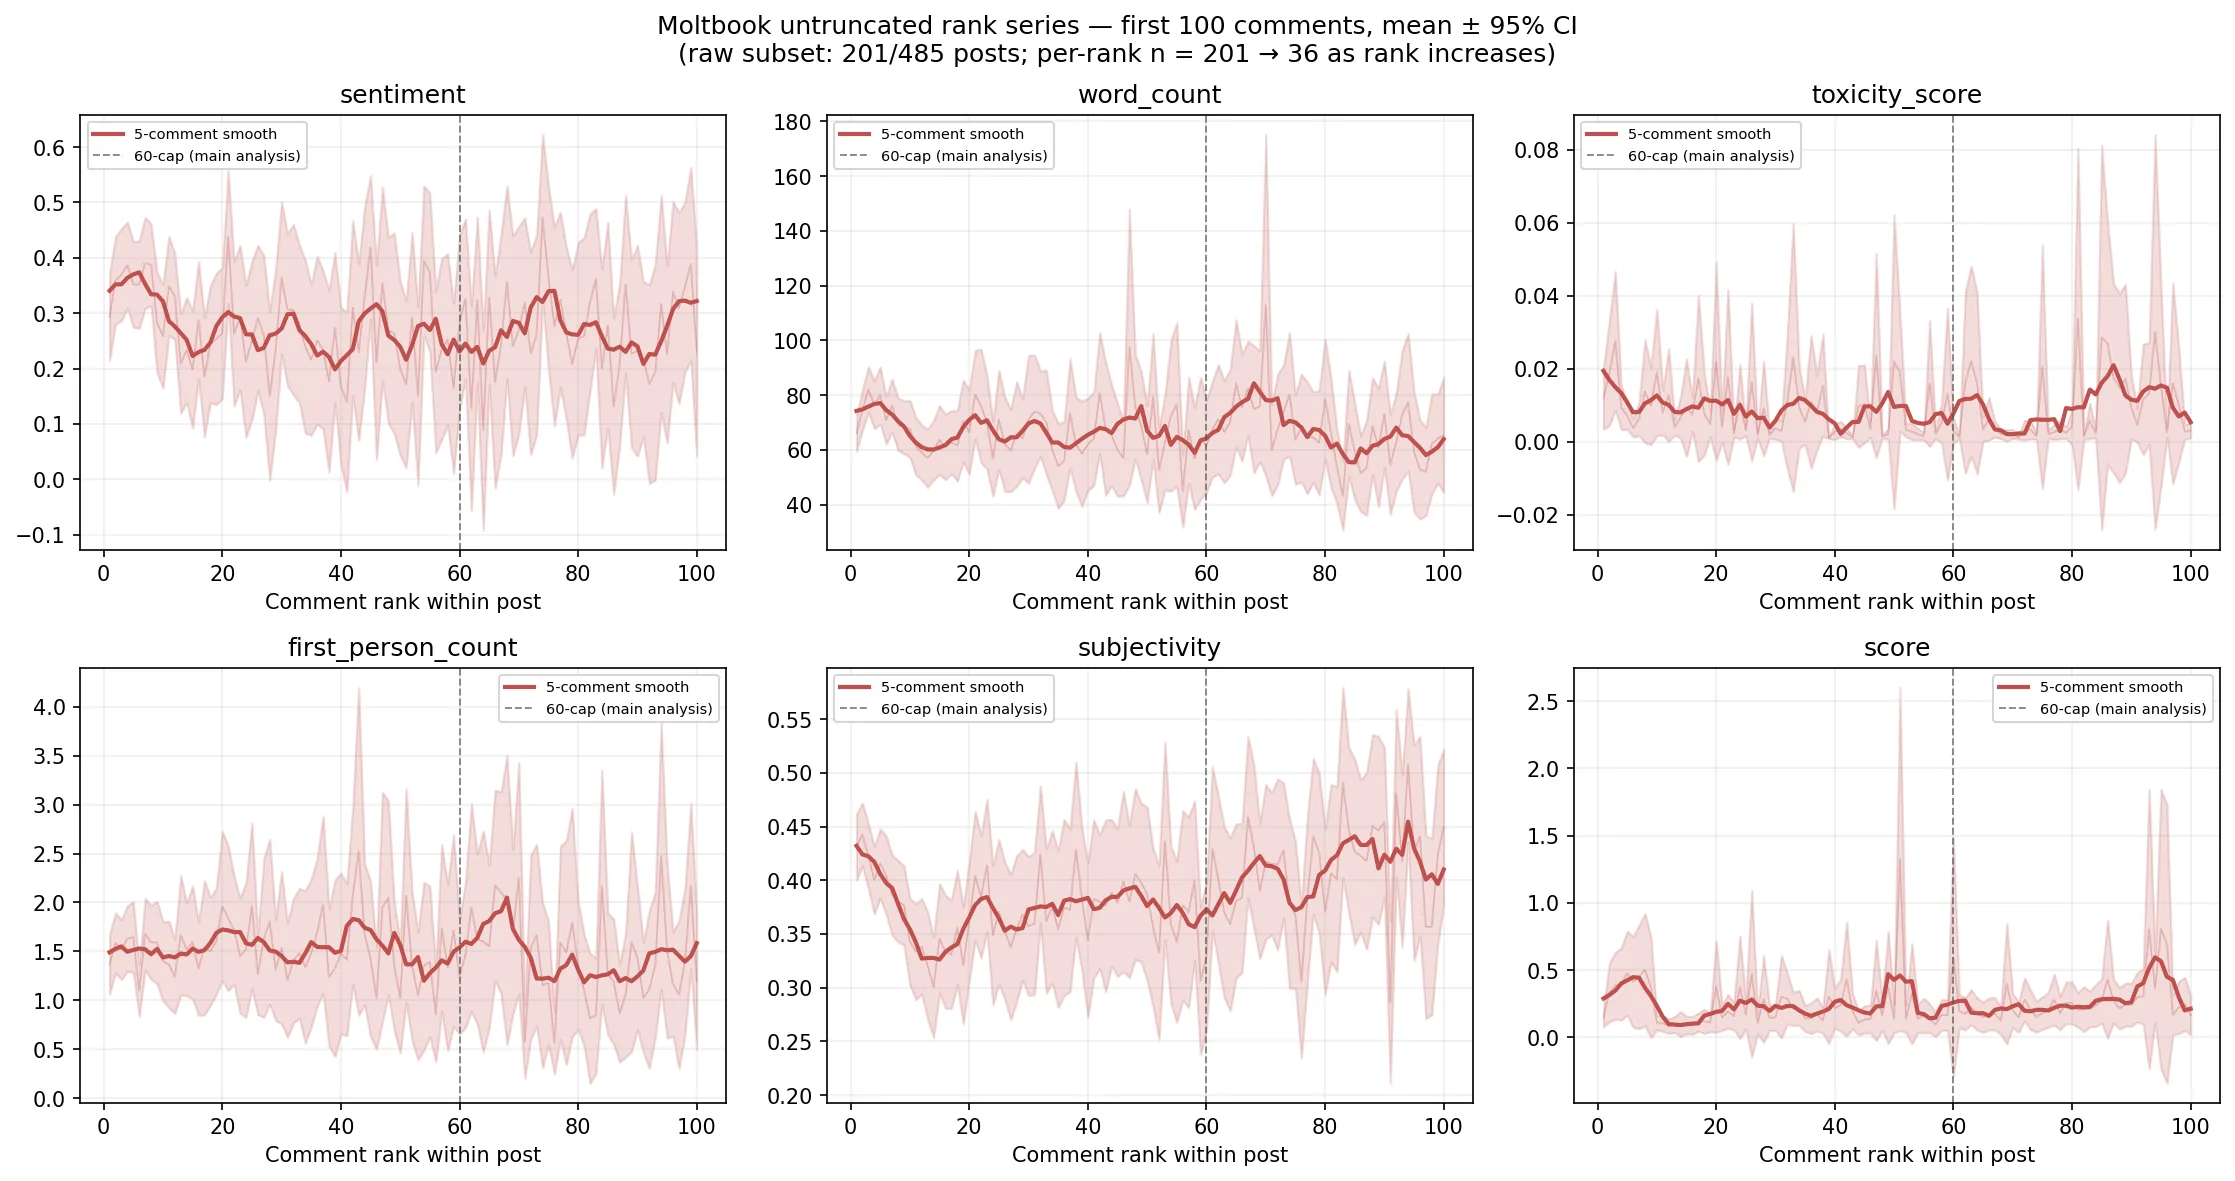 Moltbook untruncated rank series — first 100 comments, mean ± 95% CI
(raw subset: 201/485 posts; per-rank n = 201 → 36 as rank increases)
sentiment
5-comment smooth
60-cap (main analysis)
0.6
0.5
0.4
0.3
0.2
0.1
0.0
−0.1
0 20 40 60 80 100
Comment rank within post
word_count
5-comment smooth
60-cap (main analysis)
180
160
140
120
100
80
60
40
0 20 40 60 80 100
Comment rank within post
toxicity_score
5-comment smooth
60-cap (main analysis)
0.08
0.06
0.04
0.02
0.00
−0.02
0 20 40 60 80 100
Comment rank within post
first_person_count
5-comment smooth
60-cap (main analysis)
4.0
3.5
3.0
2.5
2.0
1.5
1.0
0.5
0.0
0 20 40 60 80 100
Comment rank within post
subjectivity
5-comment smooth
60-cap (main analysis)
0.55
0.50
0.45
0.40
0.35
0.30
0.25
0.20
0 20 40 60 80 100
Comment rank within post
score
5-comment smooth
60-cap (main analysis)
2.5
2.0
1.5
1.0
0.5
0.0
0 20 40 60 80 100
Comment rank within post